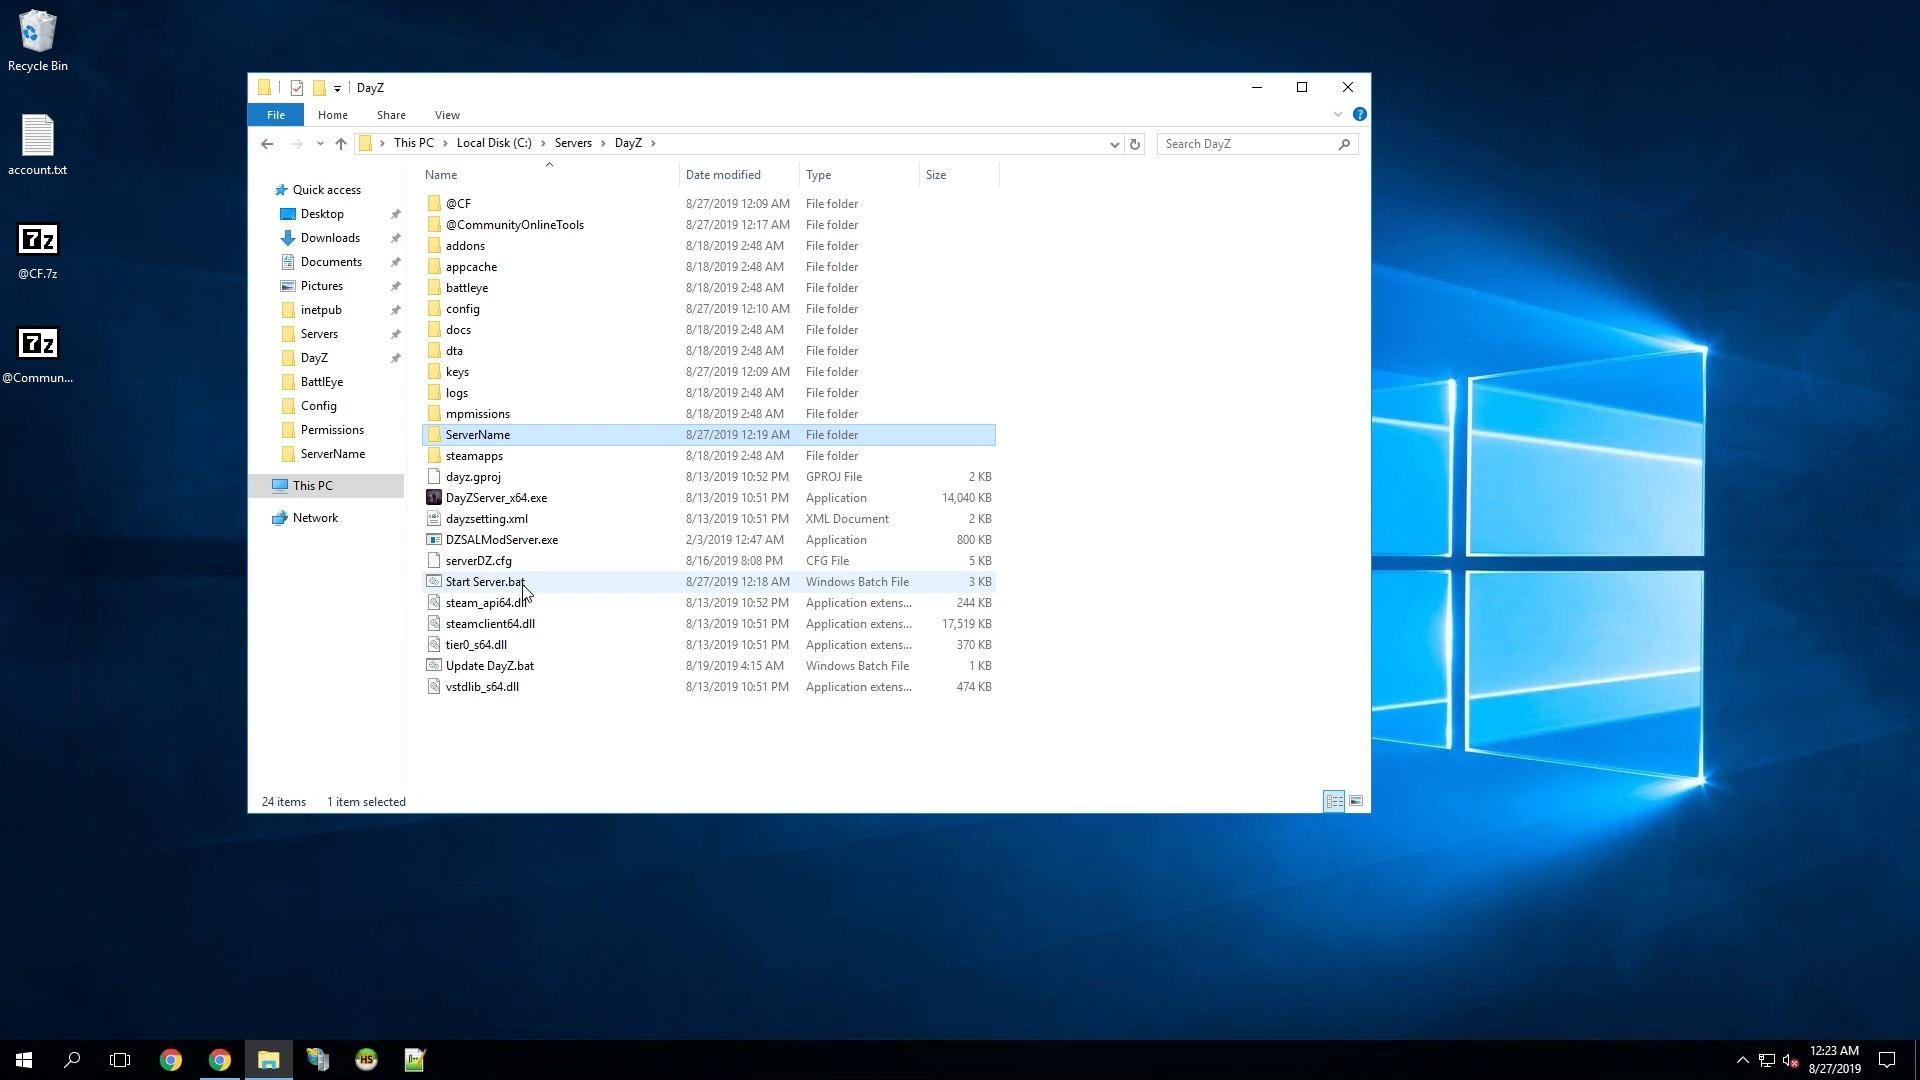 Recycle Bin
account.txt
7z
@CF.7z
7z
@Commun...
DayZ
File Home Share View
This PC Local Disk (C:) Servers DayZ
Search DayZ
Quick access
Desktop
Downloads
Documents
Pictures
inetpub
Servers
DayZ
BattlEye
Config
Permissions
ServerName
This PC
Network
Name Date modified Type Size
@CF 8/27/2019 12:09 AM File folder
@CommunityOnlineTools 8/27/2019 12:17 AM File folder
addons 8/18/2019 2:48 AM File folder
appcache 8/18/2019 2:48 AM File folder
battleye 8/18/2019 2:48 AM File folder
config 8/27/2019 12:10 AM File folder
docs 8/18/2019 2:48 AM File folder
dta 8/18/2019 2:48 AM File folder
keys 8/27/2019 12:09 AM File folder
logs 8/18/2019 2:48 AM File folder
mpmissions 8/18/2019 2:48 AM File folder
ServerName 8/27/2019 12:19 AM File folder
steamapps 8/18/2019 2:48 AM File folder
dayz.gproj 8/13/2019 10:52 PM GPROJ File 2 KB
DayZServer_x64.exe 8/13/2019 10:51 PM Application 14,040 KB
dayzsetting.xml 8/13/2019 10:51 PM XML Document 2 KB
DZSALModServer.exe 2/3/2019 12:47 AM Application 800 KB
serverDZ.cfg 8/16/2019 8:08 PM CFG File 5 KB
Start Server.bat 8/27/2019 12:18 AM Windows Batch File 3 KB
steam_api64.dll 8/13/2019 10:52 PM Application extens... 244 KB
steamclient64.dll 8/13/2019 10:51 PM Application extens... 17,519 KB
tier0_s64.dll 8/13/2019 10:51 PM Application extens... 370 KB
Update DayZ.bat 8/19/2019 4:15 AM Windows Batch File 1 KB
vstdlib_s64.dll 8/13/2019 10:51 PM Application extens... 474 KB
24 items 1 item selected
HS
12:23 AM
8/27/2019